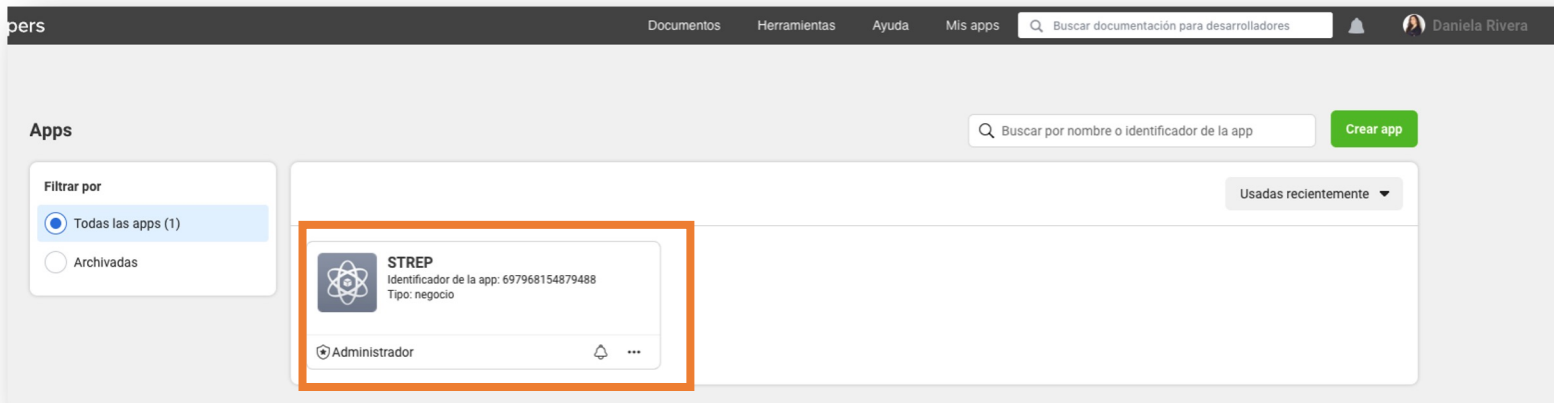 pers
Documentos Herramientas Ayuda Mis apps Buscar documentación para desarrolladores Daniela Rivera
Apps
Buscar por nombre o identificador de la app
Crear app
Filtrar por
Todas las apps (1)
Archivadas
Usadas recientemente
STREP
Identificador de la app: 697968154879488
Tipo: negocio
Administrador